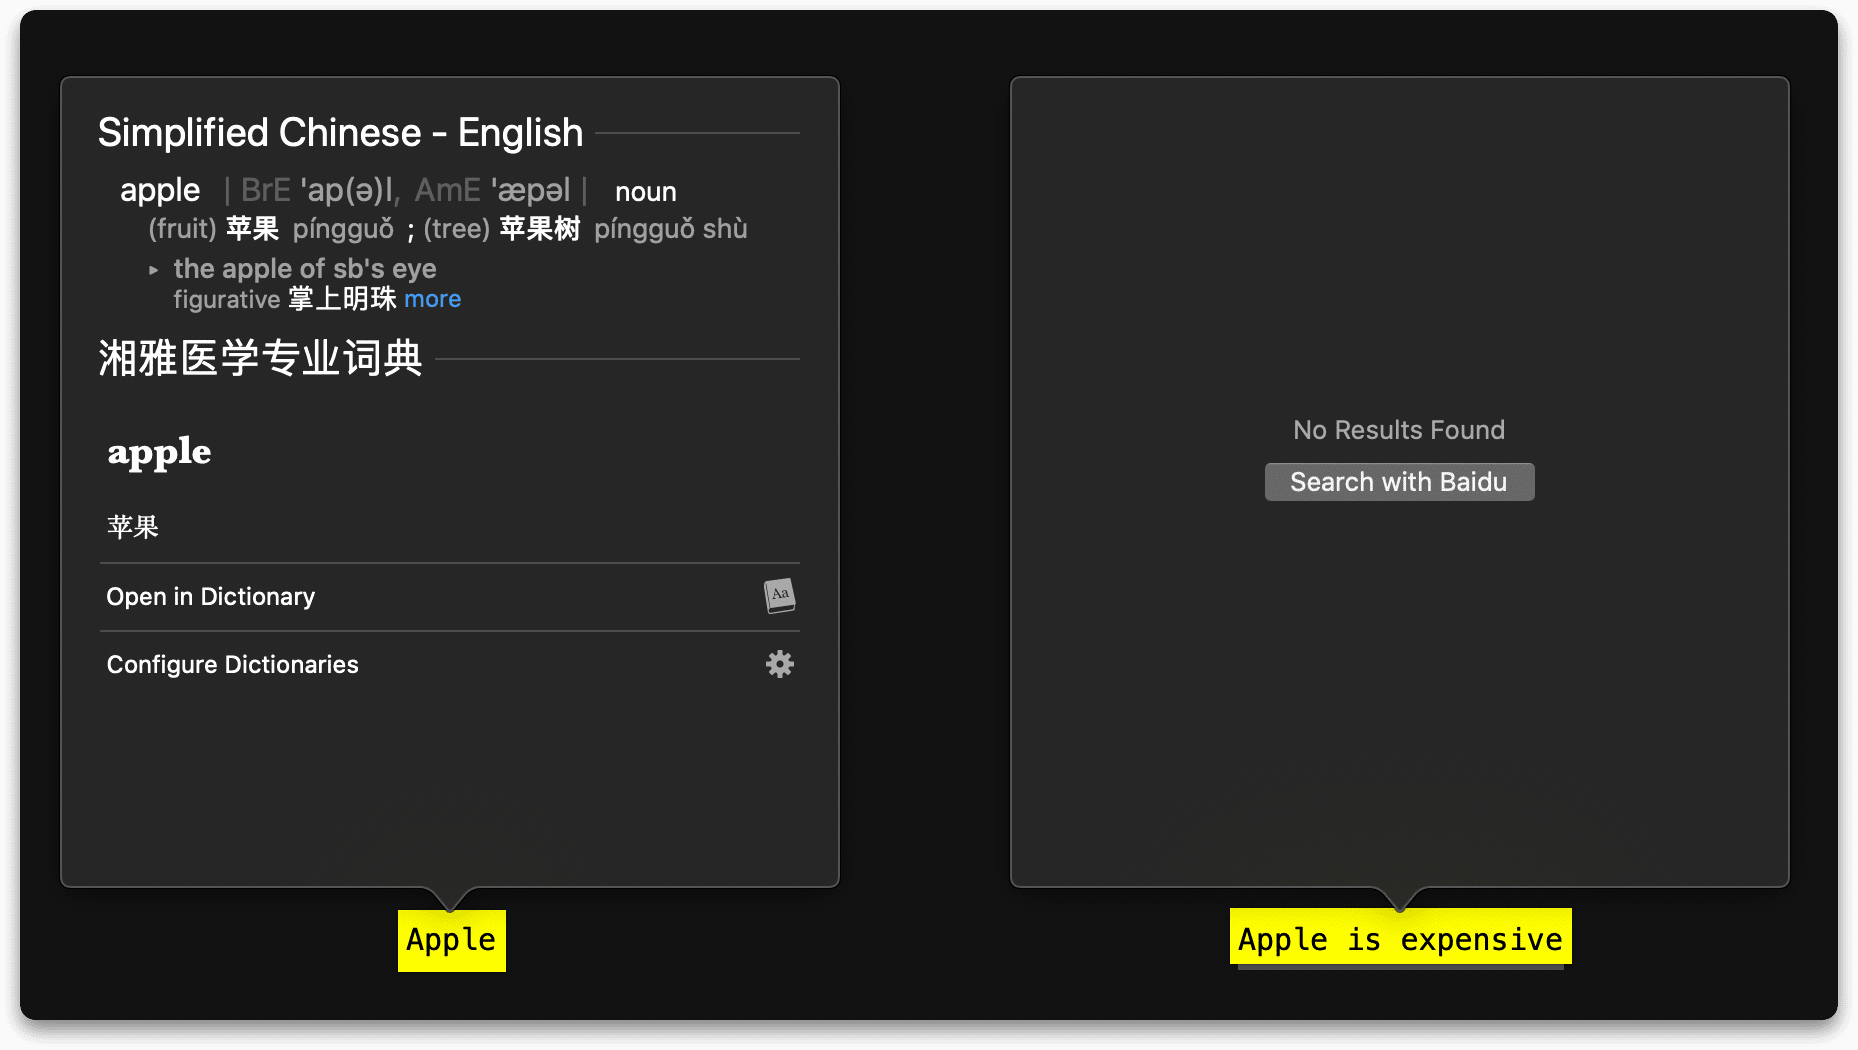 Simplified Chinese - English
apple | BrE 'ap(ə)l, AmE 'æpəl | noun
(fruit) 苹果 píngguǒ ; (tree) 苹果树 píngguǒ shù
▸ the apple of sb's eye
figurative 掌上明珠 more
湘雅医学专业词典
apple
苹果
Open in Dictionary
Aa
Configure Dictionaries
Apple
No Results Found
Search with Baidu
Apple is expensive